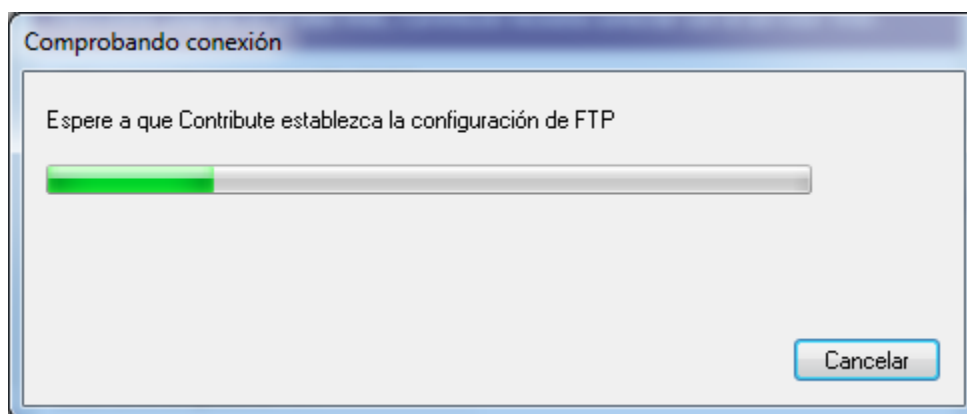 Comprobando conexión
Espere a que Contribute establezca la configuración de FTP
Cancelar